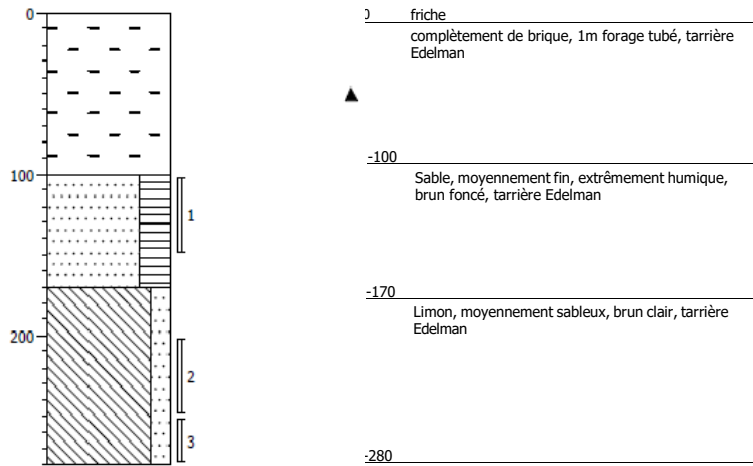 0
100
200
1
2
3
0 friche
complètement de brique, 1m forage tubé, tarrière
Edelman
-100
Sable, moyennement fin, extrêmement humique,
brun foncé, tarrière Edelman
-170
Limon, moyennement sableux, brun clair, tarrière
Edelman
-280